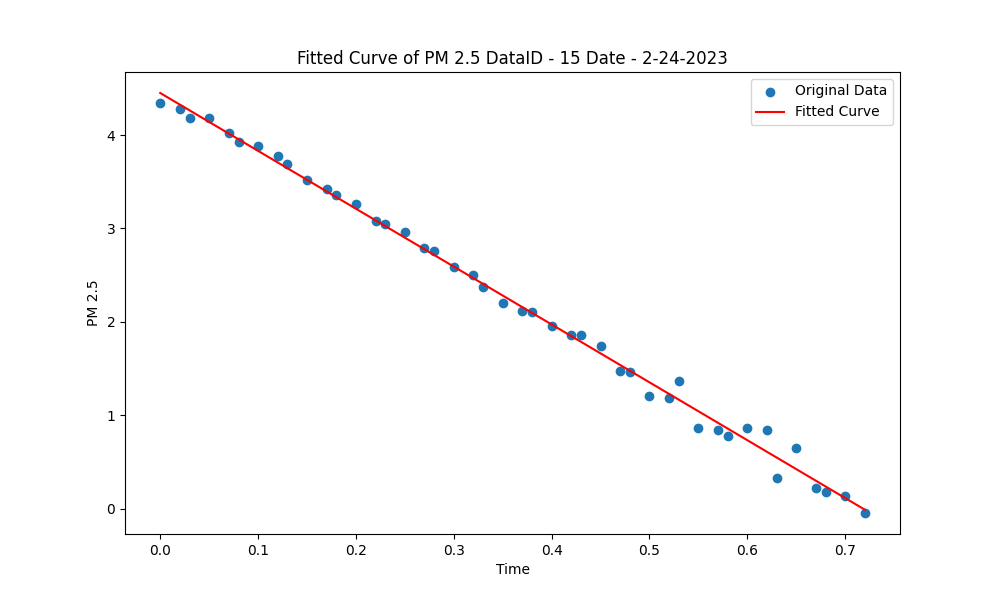 Fitted Curve of PM 2.5 DataID - 15 Date - 2-24-2023
Original Data
Fitted Curve
4
3
2
1
0
PM 2.5
0.0 0.1 0.2 0.3 0.4 0.5 0.6 0.7
Time